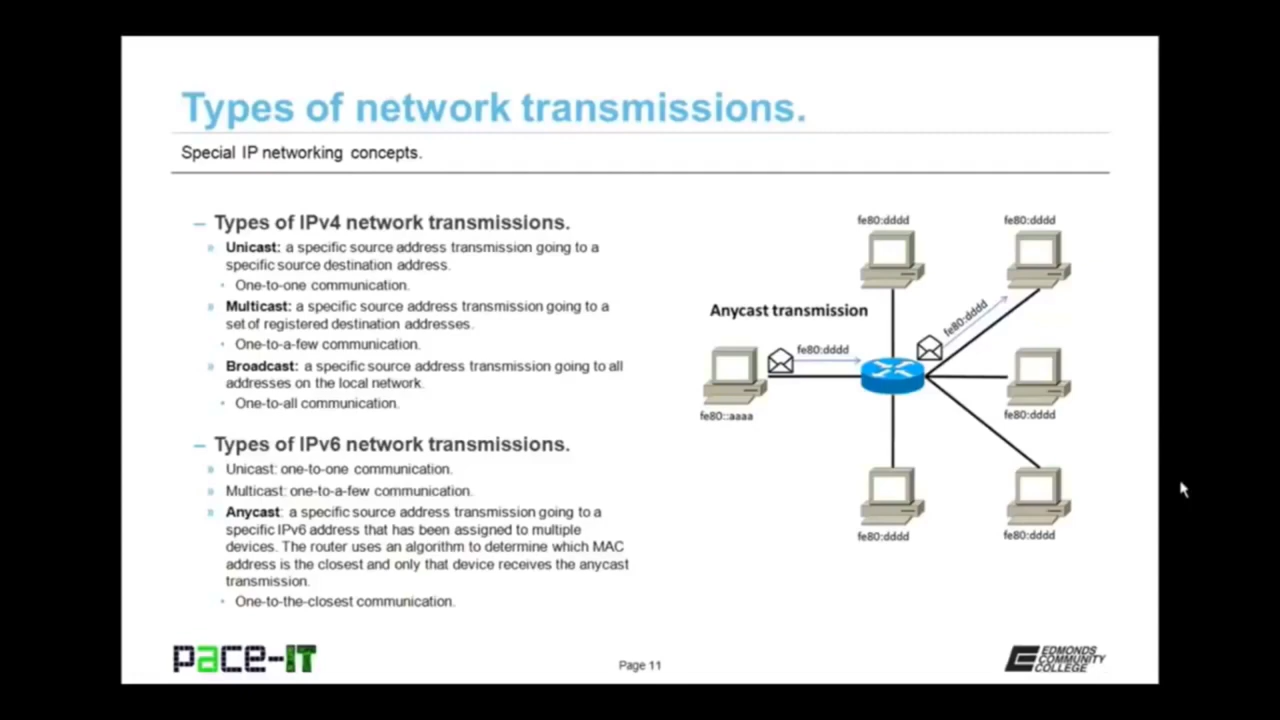 Types of network transmissions.
Special IP networking concepts.
– Types of IPv4 network transmissions.
» Unicast: a specific source address transmission going to a
specific source destination address.
• One-to-one communication.
» Multicast: a specific source address transmission going to a
set of registered destination addresses.
• One-to-a-few communication.
» Broadcast: a specific source address transmission going to all
addresses on the local network.
• One-to-all communication.
– Types of IPv6 network transmissions.
» Unicast: one-to-one communication.
» Multicast: one-to-a-few communication.
» Anycast: a specific source address transmission going to a
specific IPv6 address that has been assigned to multiple
devices. The router uses an algorithm to determine which MAC
address is the closest and only that device receives the anycast
transmission.
• One-to-the-closest communication.
fe80:dddd
fe80:dddd
Anycast transmission
fe80:dddd
fe80:dddd
fe80::aaaa
fe80:dddd
fe80:dddd
fe80:dddd
pace-IT
Page 11
EDMONDS
COMMUNITY
COLLEGE